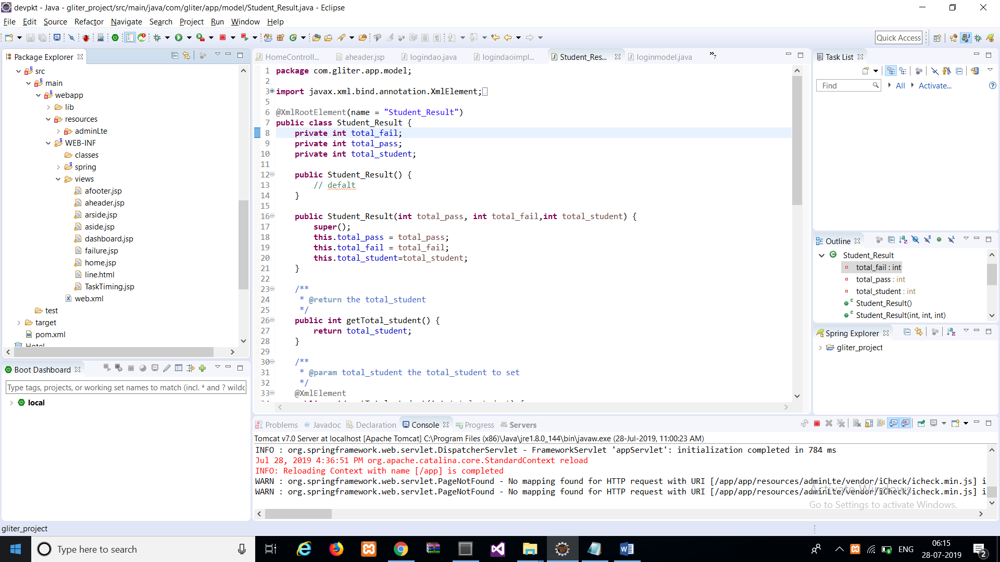 devpkt - Java - gliter_project/src/main/java/com/gliter/app/model/Student_Result.java - Eclipse
File Edit Source Refactor Navigate Search Project Run Window Help
Quick Access
Package Explorer
src
main
webapp
lib
resources
adminLte
WEB-INF
classes
spring
views
afooter.jsp
aheader.jsp
arside.jsp
aside.jsp
dashboard.jsp
failure.jsp
home.jsp
line.html
TaskTiming.jsp
web.xml
test
target
pom.xml
Hotel
Boot Dashboard
Type tags, projects, or working set names to match (incl. * and ? wildc
local
HomeControll... aheader.jsp logindao.java logindaoimpl... Student_Res... loginmodel.java »7
1 package com.gliter.app.model;
2
3 import javax.xml.bind.annotation.XmlElement;
5
6 @XmlRootElement(name = "Student_Result")
7 public class Student_Result {
8 private int total_fail;
9 private int total_pass;
10 private int total_student;
11
12 public Student_Result() {
13 // defalt
14 }
15
16 public Student_Result(int total_pass, int total_fail,int total_student) {
17 super();
18 this.total_pass = total_pass;
19 this.total_fail = total_fail;
20 this.total_student=total_student;
21 }
22
23 /**
24 * @return the total_student
25 */
26 public int getTotal_student() {
27 return total_student;
28 }
29
30 /**
31 * @param total_student the total_student to set
32 */
33 @XmlElement
Task List
Find All Activate...
Outline
Student_Result
total_fail : int
total_pass : int
total_student : int
Student_Result()
Student_Result(int, int, int)
Spring Explorer
gliter_project
Problems @ Javadoc Declaration Console Progress Servers
Tomcat v7.0 Server at localhost [Apache Tomcat] C:\Program Files (x86)\Java\jre1.8.0_144\bin\javaw.exe (28-Jul-2019, 11:00:23 AM)
INFO : org.springframework.web.servlet.DispatcherServlet - FrameworkServlet 'appServlet': initialization completed in 784 ms
Jul 28, 2019 4:36:51 PM org.apache.catalina.core.StandardContext reload
INFO: Reloading Context with name [/app] is completed
WARN : org.springframework.web.servlet.PageNotFound - No mapping found for HTTP request with URI [/app/app/resources/adminLte/vendor/iCheck/icheck.min.js] i
WARN : org.springframework.web.servlet.PageNotFound - No mapping found for HTTP request with URI [/app/app/resources/adminLte/vendor/iCheck/icheck.min.js] i
Activate Windows
Go to Settings to activate Windows.
gliter_project
Type here to search
ENG
06:15
28-07-2019
2